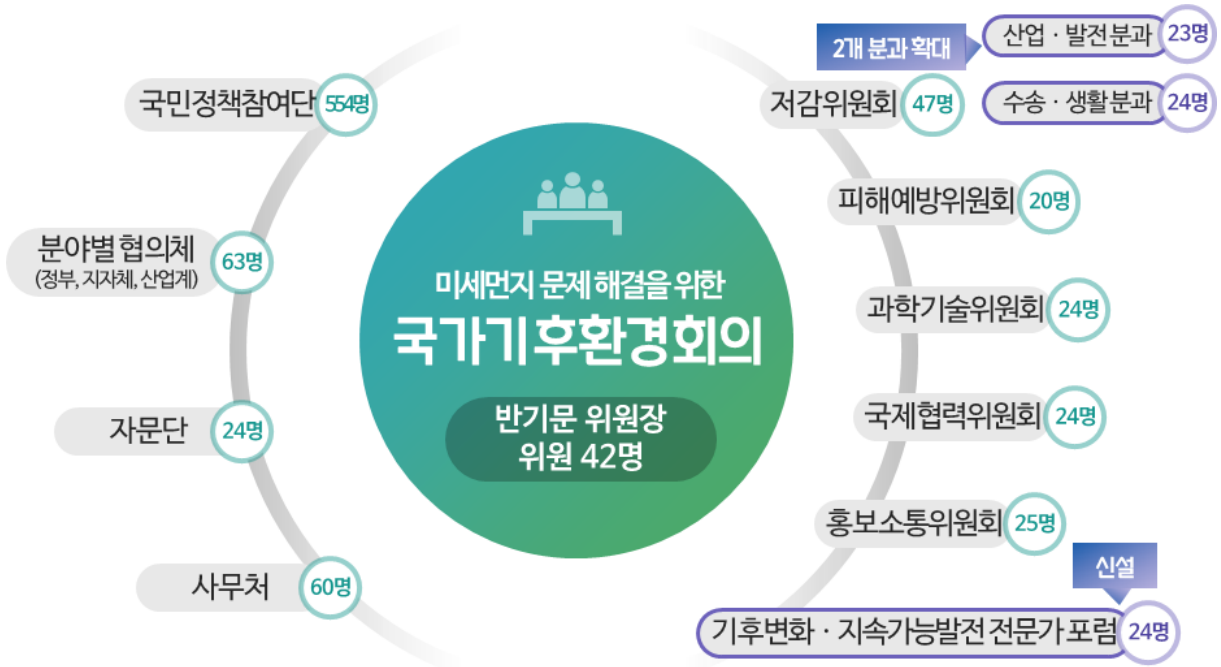 국민정책참여단 554명
분야별 협의체 63명
(정부, 지자체, 산업계)
자문단 24명
사무처 60명
미세먼지 문제 해결을 위한
국가기후환경회의
반기문 위원장
위원 42명
2개 분과 확대
산업 · 발전 분과 23명
저감위원회 47명
수송 · 생활 분과 24명
피해예방위원회 20명
과학기술위원회 24명
국제협력위원회 24명
홍보소통위원회 25명
신설
기후변화 · 지속가능발전 전문가 포럼 24명